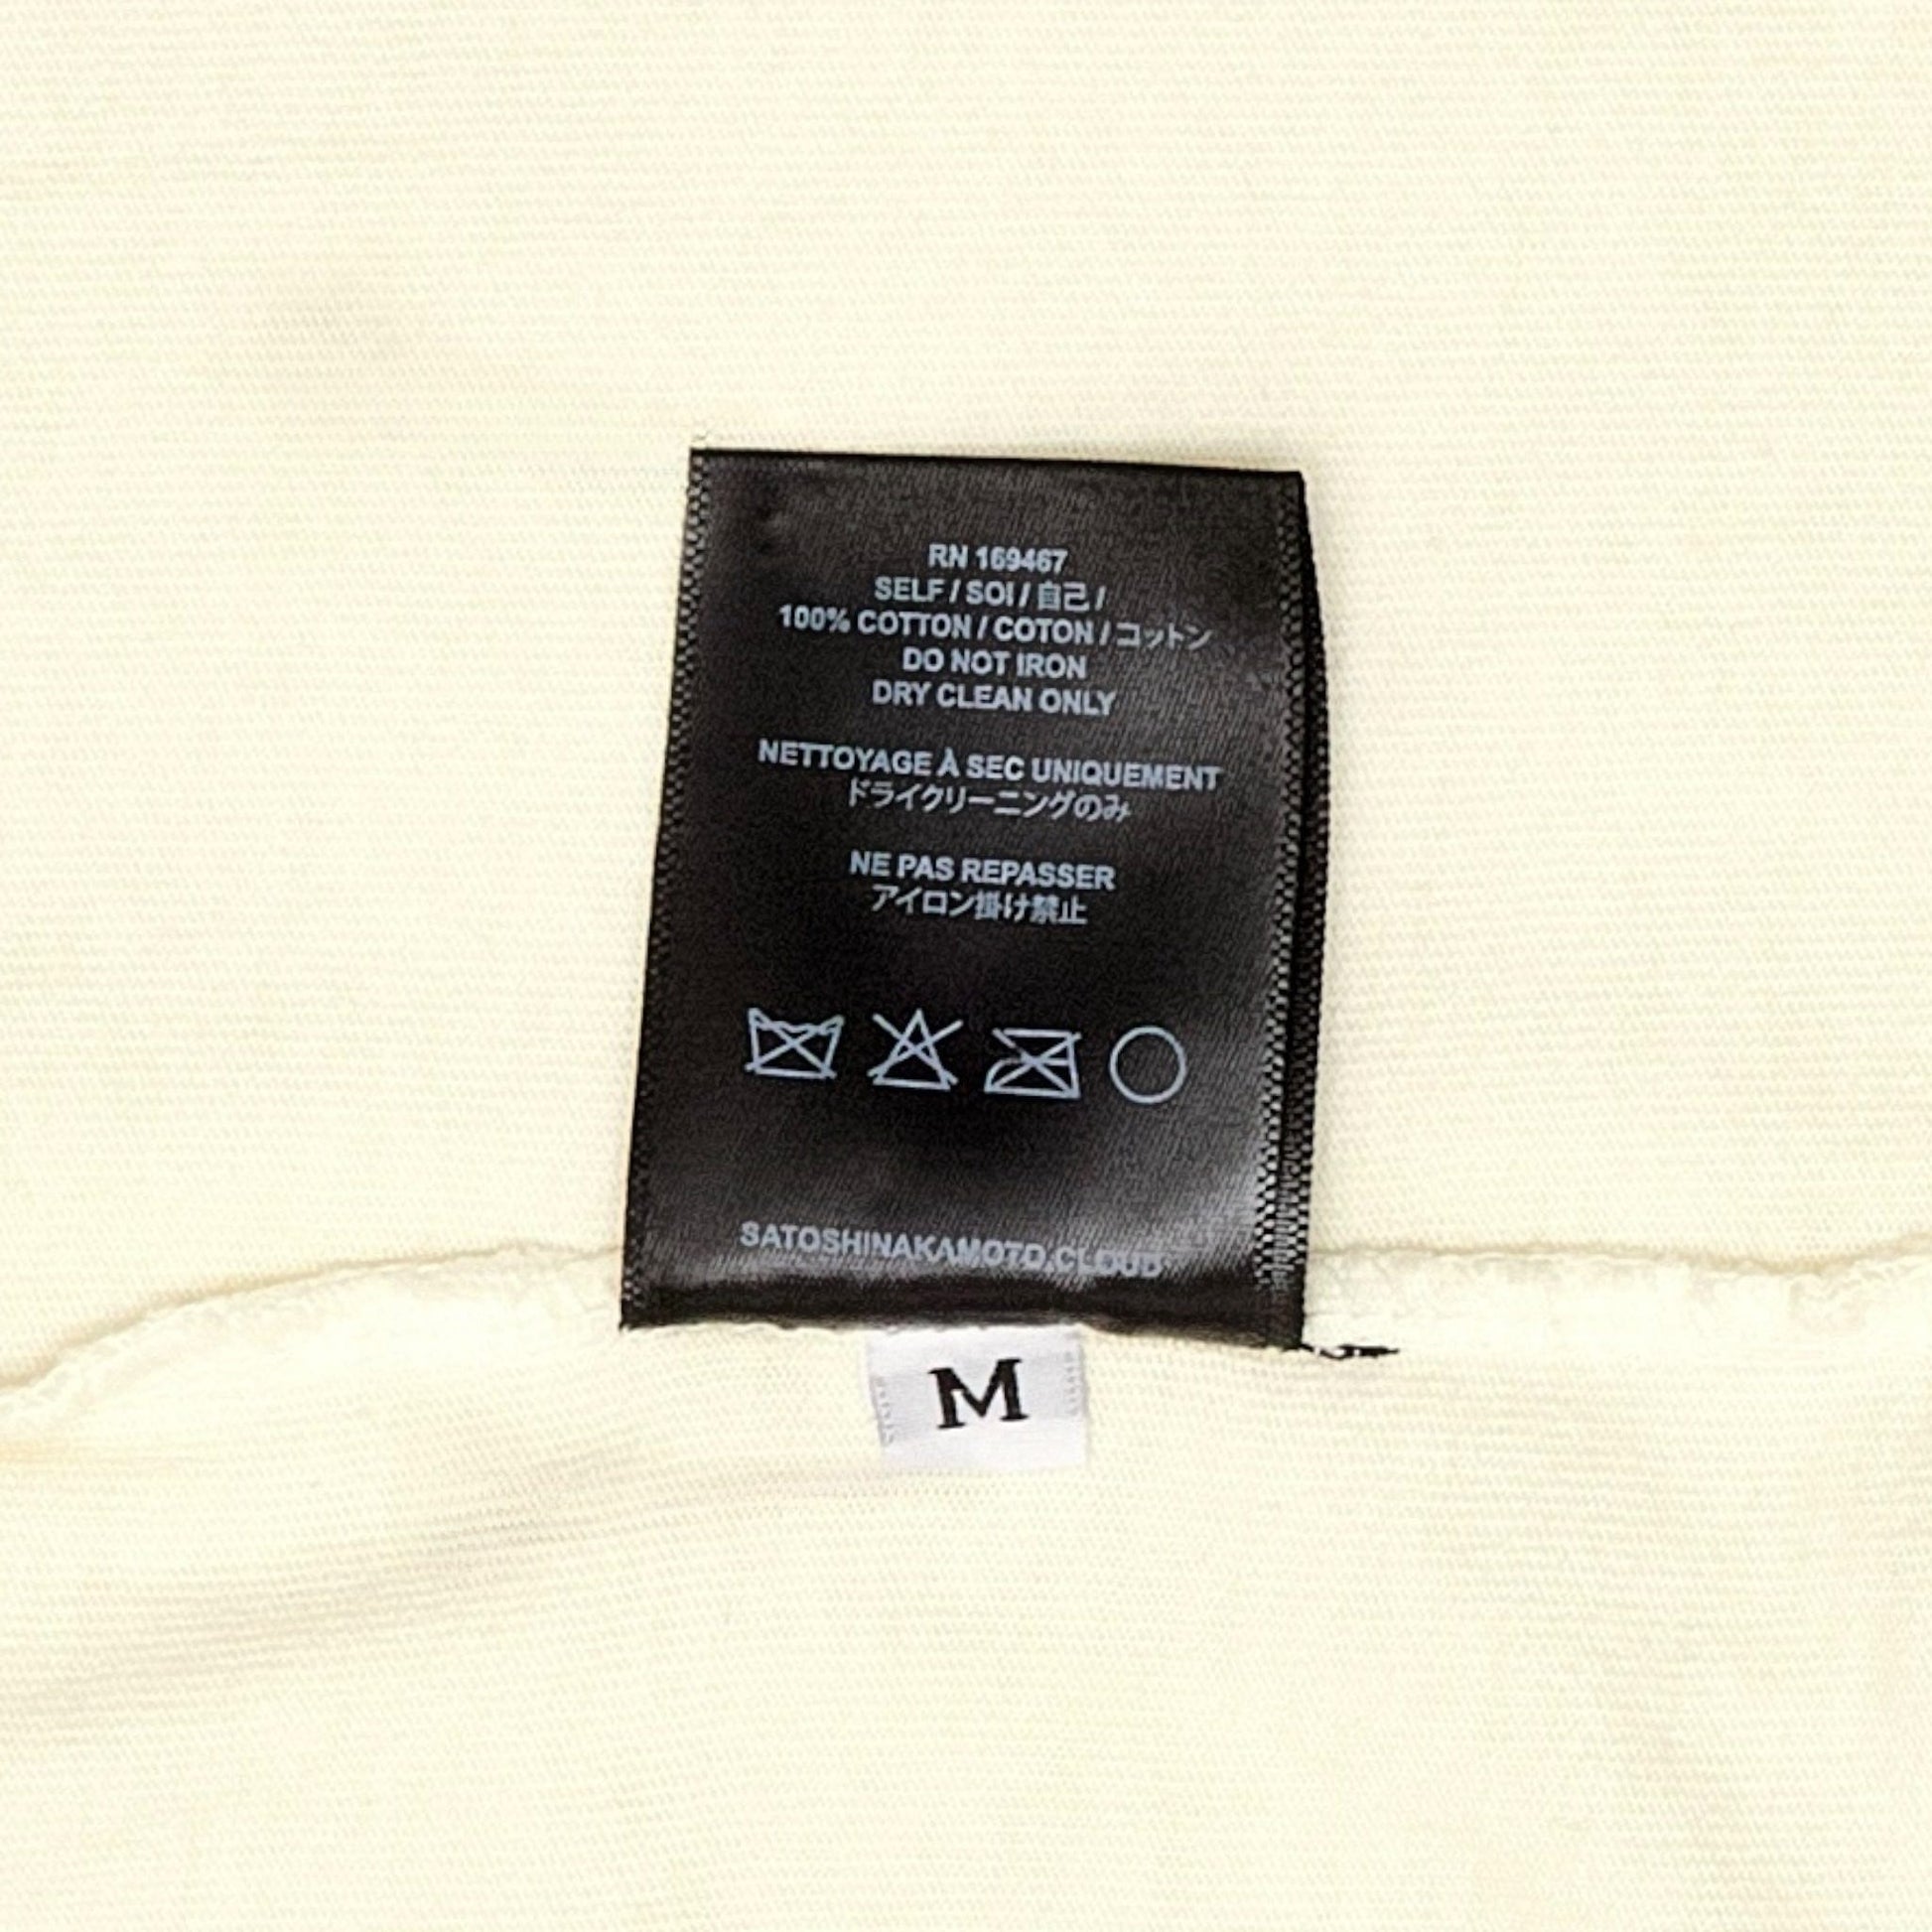 RN 169467
SELF / SOI / 自己 /
100% COTTON / COTON / コットン
DO NOT IRON
DRY CLEAN ONLY
NETTOYAGE À SEC UNIQUEMENT
ドライクリーニングのみ
NE PAS REPASSER
アイロン掛け禁止
SATOSHINAKAMOTO.CLOUD
M